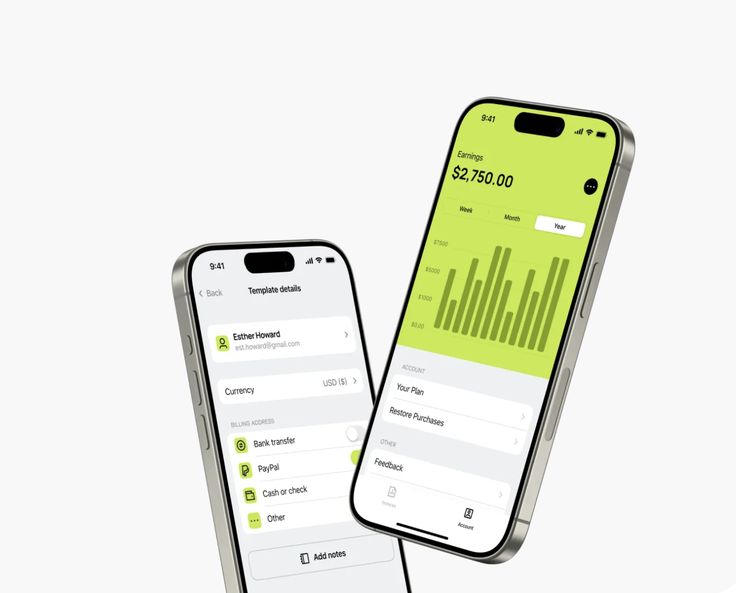 9:41
Back
Template details
Esther Howard
est.howard@gmail.com
Currency
USD ($)
BILLING ADDRESS
Bank transfer
PayPal
Cash or check
Other
Add notes
9:41
Earnings
$2,750.00
Week
Month
Year
$7500
$5000
$1000
$0.00
ACCOUNT
Your Plan
Restore Purchases
OTHER
Feedback
Account